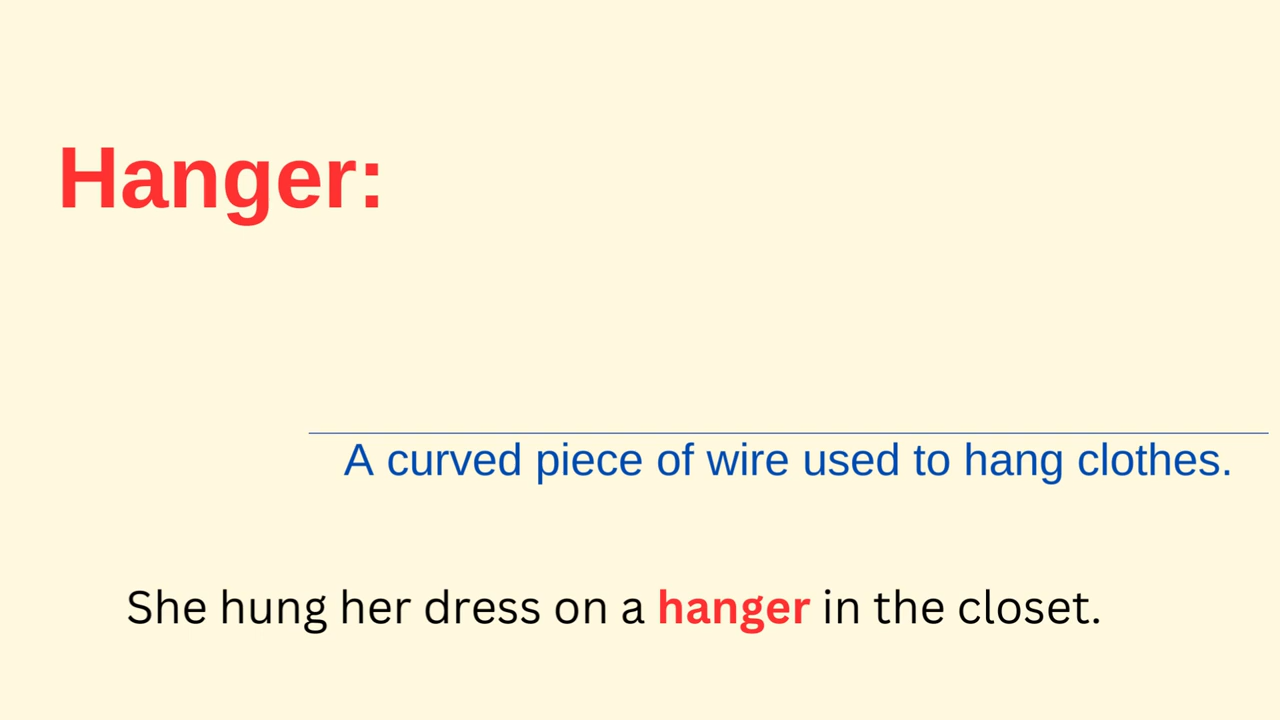 Hanger:
A curved piece of wire used to hang clothes.
She hung her dress on a hanger in the closet.